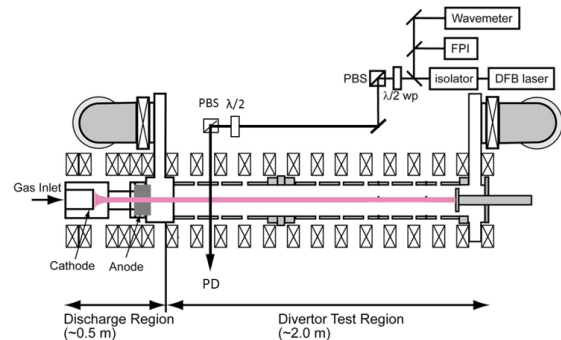 Wavemeter
FPI
PBS
isolator
DFB laser
λ/2 wp
PBS λ/2
Gas Inlet
Cathode
Anode
PD
Discharge Region
(~0.5 m)
Divertor Test Region
(~2.0 m)